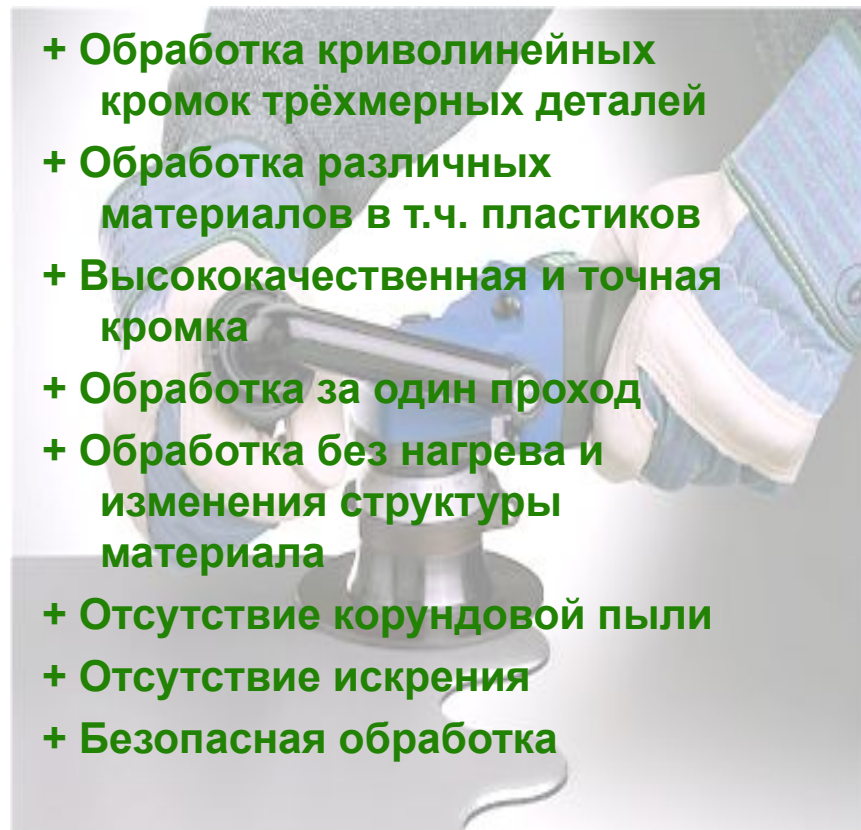 + Обработка криволинейных
кромок трёхмерных деталей
+ Обработка различных
материалов в т.ч. пластиков
+ Высококачественная и точная
кромка
+ Обработка за один проход
+ Обработка без нагрева и
изменения структуры
материала
+ Отсутствие корундовой пыли
+ Отсутствие искрения
+ Безопасная обработка